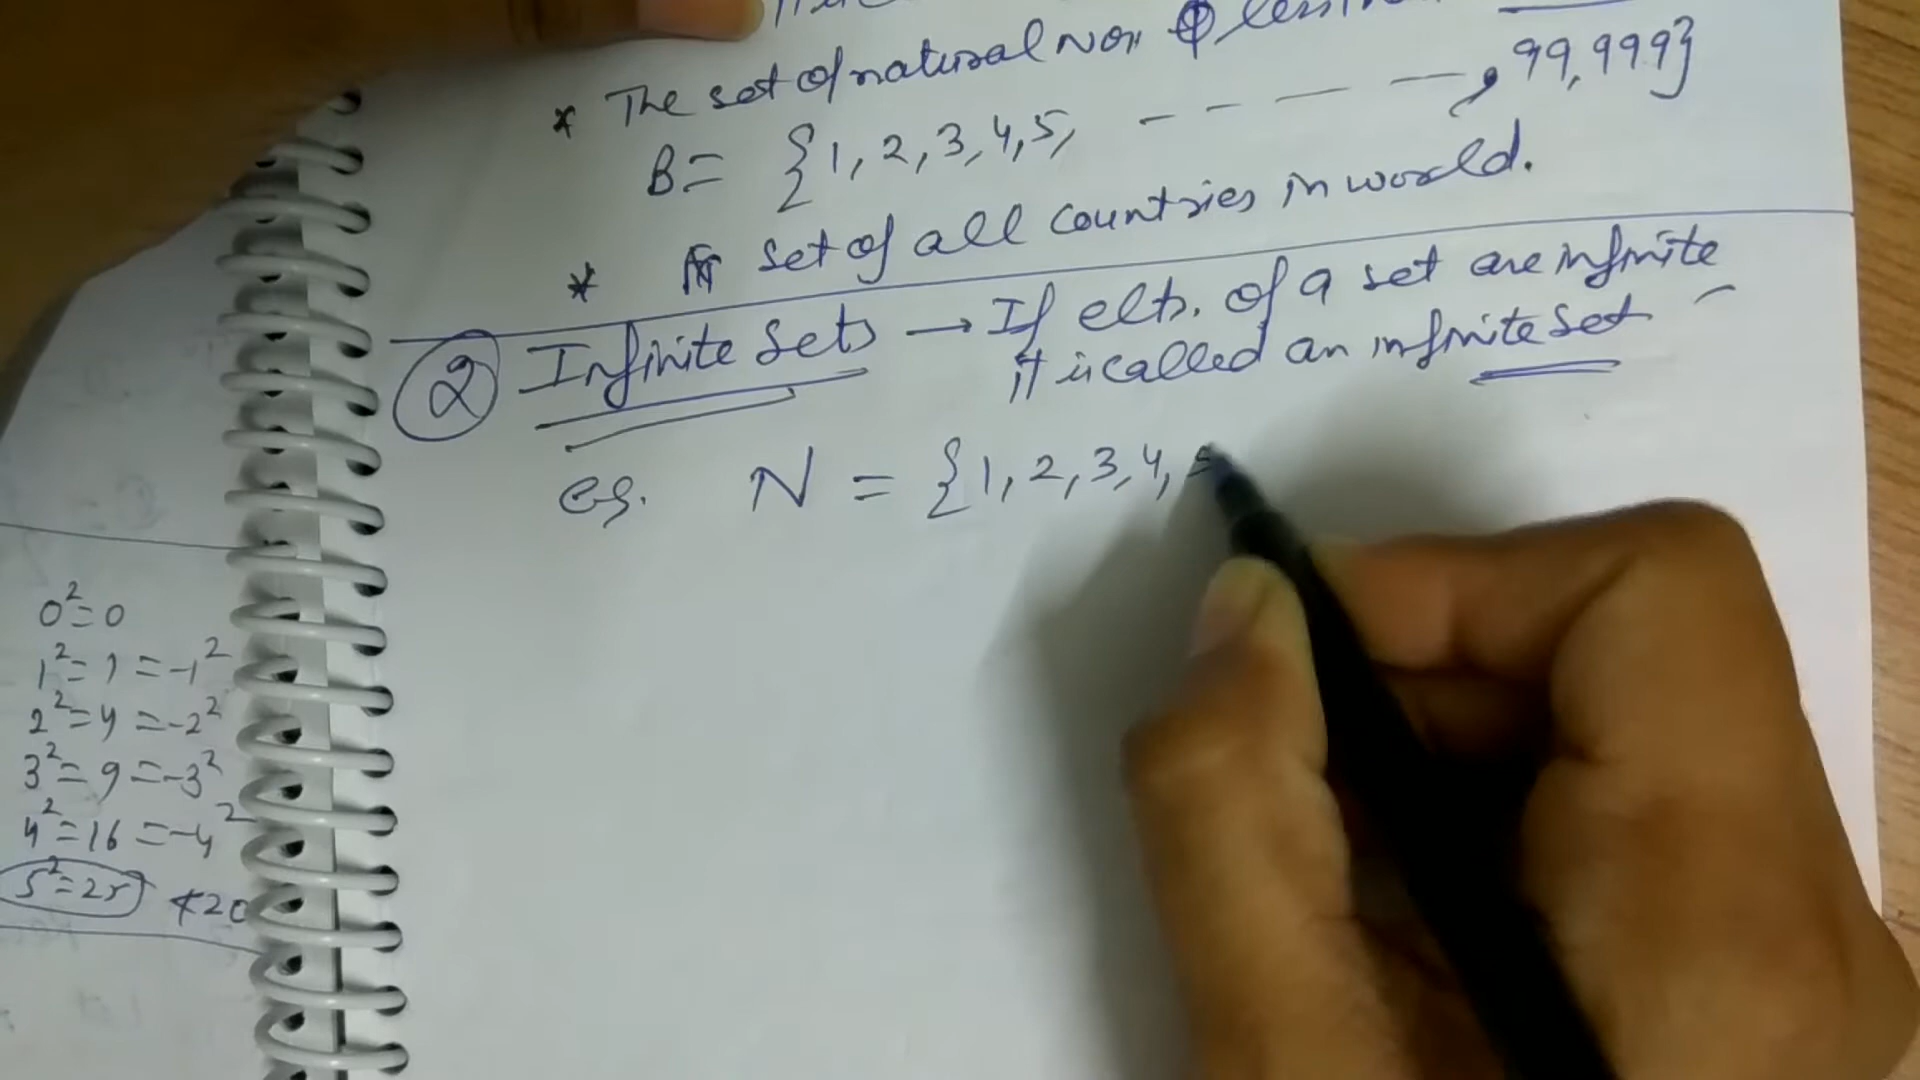 0²=0
1²=1=-1²
2²=4=-2²
3²=9=-3²
4²=16=-4²
5²=25
* The set of natural Nos
B= {1,2,3,4,5, - - - - -, 99,999}
* set of all countries in world.
② Infinite Sets → If elts. of a set are infinite
it is called an infinite set
eg. N = {1,2,3,4,5